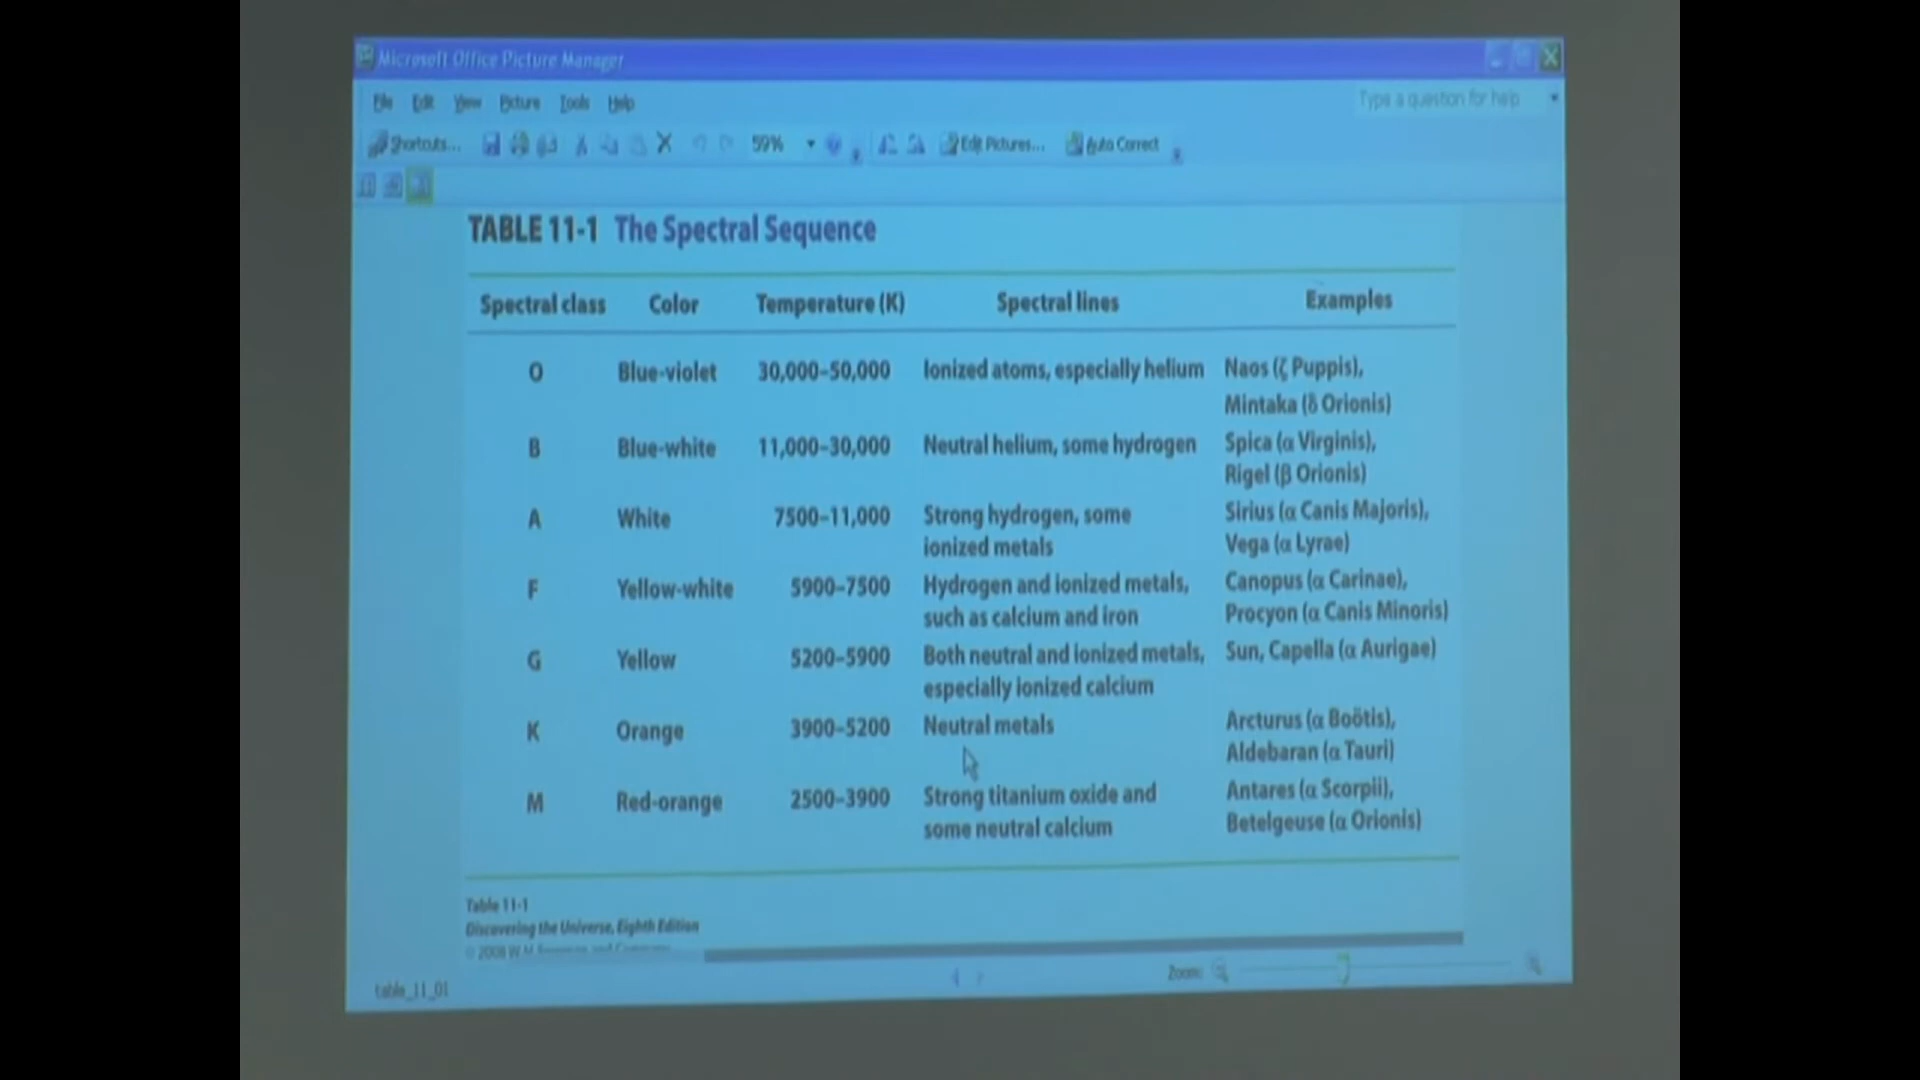 Microsoft Office Picture Manager
File Edit View Picture Tools Help
Type a question for help
Shortcuts... 59% Edit Pictures... Auto Correct
TABLE 11-1 The Spectral Sequence
Spectral class Color Temperature (K) Spectral lines Examples
O Blue-violet 30,000–50,000 Ionized atoms, especially helium Naos (ζ Puppis),
Mintaka (δ Orionis)
B Blue-white 11,000–30,000 Neutral helium, some hydrogen Spica (α Virginis),
Rigel (β Orionis)
A White 7500–11,000 Strong hydrogen, some Sirius (α Canis Majoris),
ionized metals Vega (α Lyrae)
F Yellow-white 5900–7500 Hydrogen and ionized metals, Canopus (α Carinae),
such as calcium and iron Procyon (α Canis Minoris)
G Yellow 5200–5900 Both neutral and ionized metals, Sun, Capella (α Aurigae)
especially ionized calcium
K Orange 3900–5200 Neutral metals Arcturus (α Boötis),
Aldebaran (α Tauri)
M Red-orange 2500–3900 Strong titanium oxide and Antares (α Scorpii),
some neutral calcium Betelgeuse (α Orionis)
Table 11-1
Discovering the Universe, Eighth Edition
© 2008 W.H.
Zoom:
table_11_01